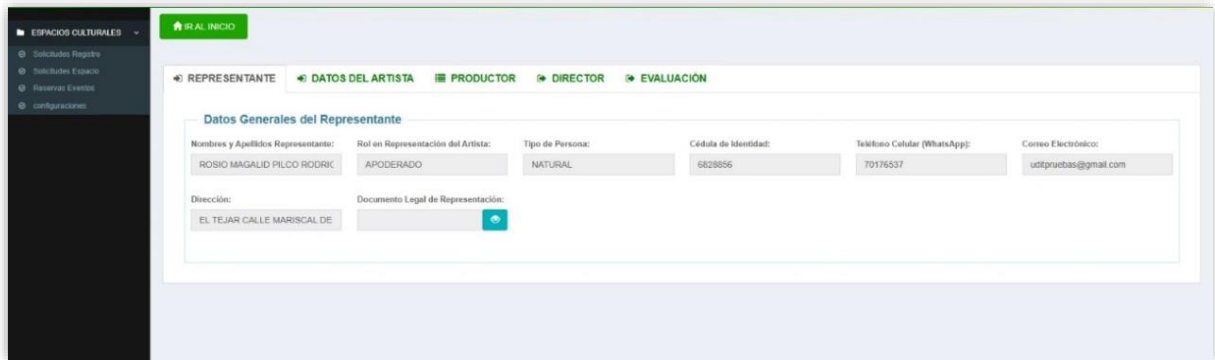 ESPACIOS CULTURALES
Solicitudes Registro
Solicitudes Espacio
Reservas Eventos
configuraciones
IR AL INICIO
REPRESENTANTE DATOS DEL ARTISTA PRODUCTOR DIRECTOR EVALUACIÓN
Datos Generales del Representante
Nombres y Apellidos Representante: Rol en Representación del Artista: Tipo de Persona: Cédula de Identidad: Teléfono Celular (WhatsApp): Correo Electrónico:
ROSIO MAGALID PILCO RODRIC APODERADO NATURAL 6828856 70176537 uditpruebas@gmail.com
Dirección: Documento Legal de Representación:
EL TEJAR CALLE MARISCAL DE